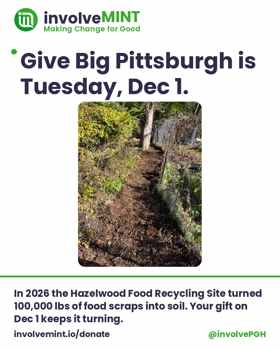 involveMINT
Making Change for Good
Give Big Pittsburgh is
Tuesday, Dec 1.
In 2026 the Hazelwood Food Recycling Site turned
100,000 lbs of food scraps into soil. Your gift on
Dec 1 keeps it turning.
involvemint.io/donate
@involvePGH